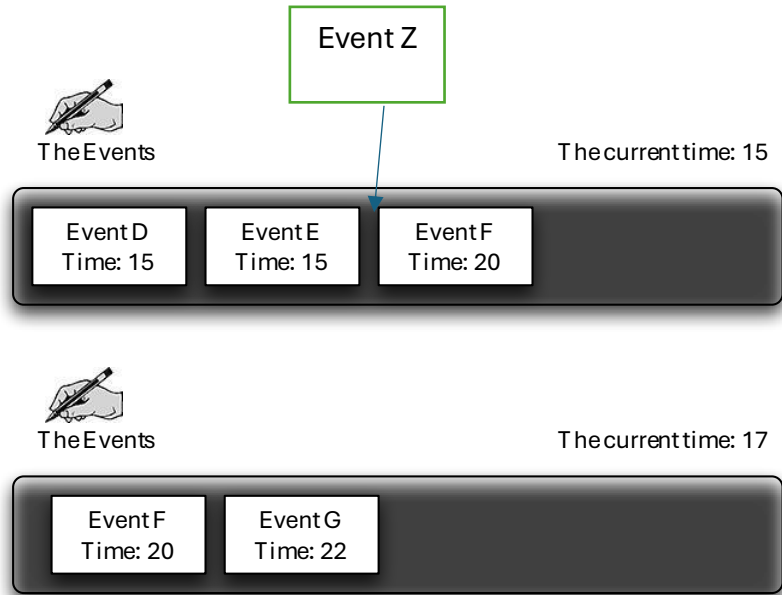 Event Z
The Events
The current time: 15
Event D
Time: 15
Event E
Time: 15
Event F
Time: 20
The Events
The current time: 17
Event F
Time: 20
Event G
Time: 22